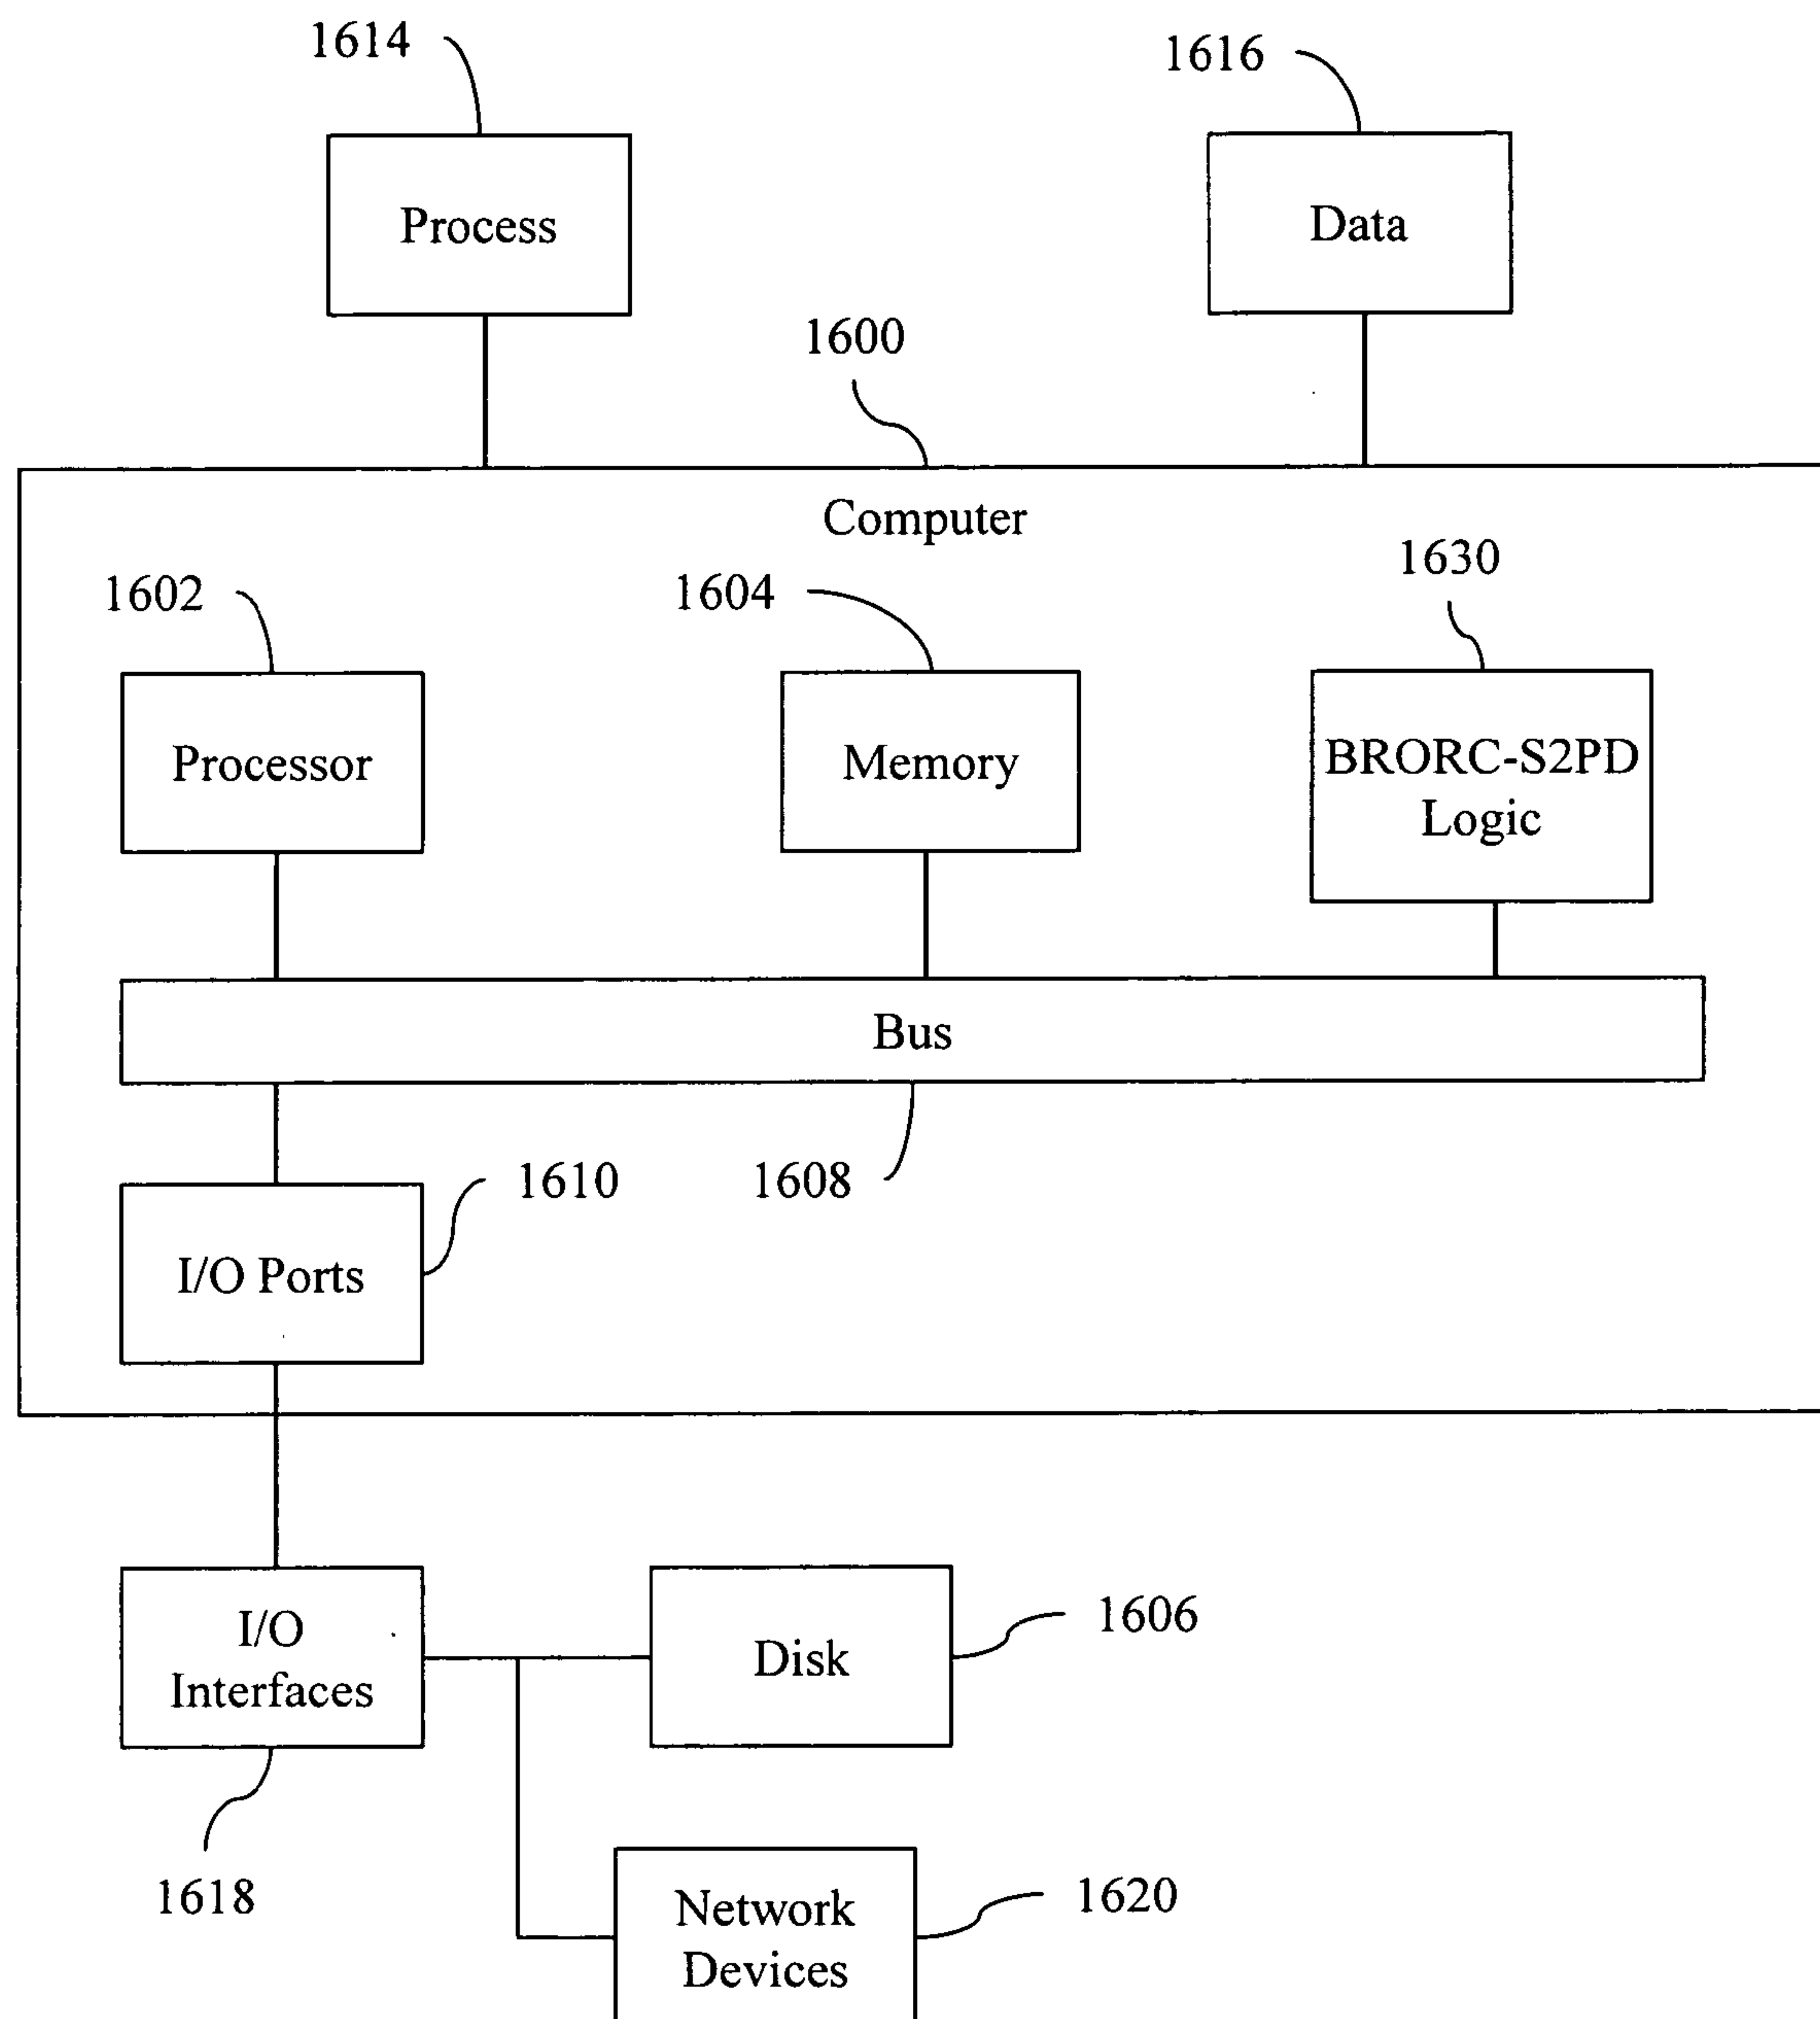 1614
1616
Process
Data
1600
Computer
1602
1604
1630
Processor
Memory
BRORC-S2PD
Logic
Bus
1610
1608
I/O Ports
I/O
Interfaces
Disk
1606
1618
Network
Devices
1620